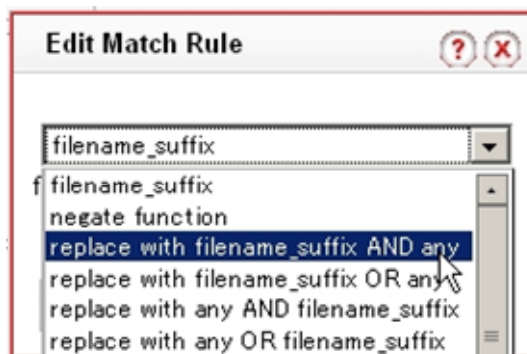 Edit Match Rule
?
X
filename_suffix
f
filename_suffix
negate function
replace with filename_suffix AND any
replace with filename_suffix OR any
replace with any AND filename_suffix
replace with any OR filename_suffix